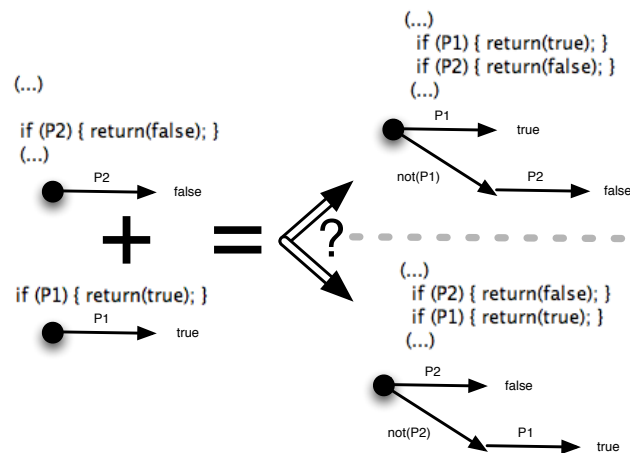 (...)
if (P2) { return(false); }
(...)
P2
false
+
=
if (P1) { return(true); }
P1
true
?
(...)
if (P1) { return(true); }
if (P2) { return(false); }
(...)
P1
true
not(P1)
P2
false
(...)
if (P2) { return(false); }
if (P1) { return(true); }
(...)
P2
false
not(P2)
P1
true